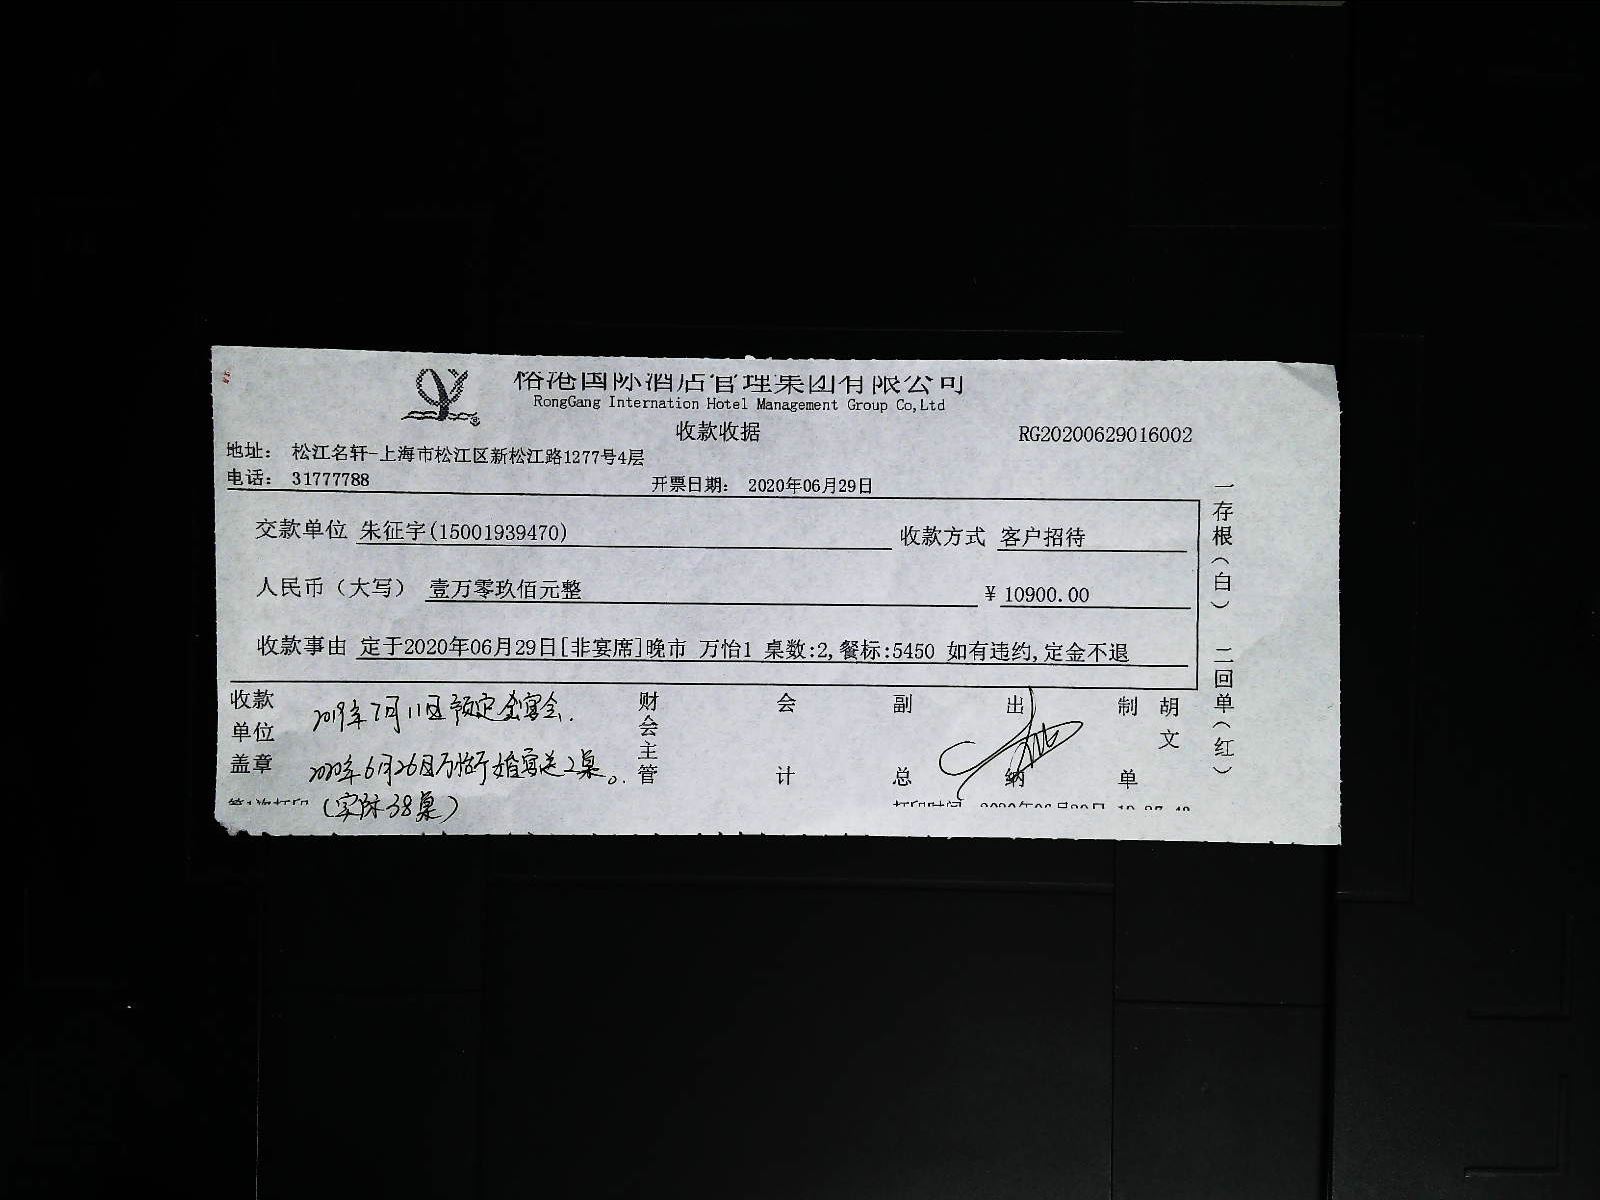 榕港国际酒店管理集团有限公司
RongGang Internation Hotel Management Group Co,Ltd
收款收据
RG20200629016002
地址： 松江名轩-上海市松江区新松江路1277号4层
电话： 31777788
开票日期： 2020年06月29日
交款单位 朱征宇(15001939470) 收款方式 客户招待
人民币（大写） 壹万零玖佰元整 ￥10900.00
收款事由 定于2020年06月29日[非宴席]晚市 万怡1 桌数:2,餐标:5450 如有违约,定金不退
收款单位盖章
2019年7月11日预定宴会.
2020年6月26日万怡厅婚宴送2桌。
(实际38桌)
财会主管
会计
副总
出纳
制单
胡文
第1次打印
打印时间
一存根（白） 二回单（红）